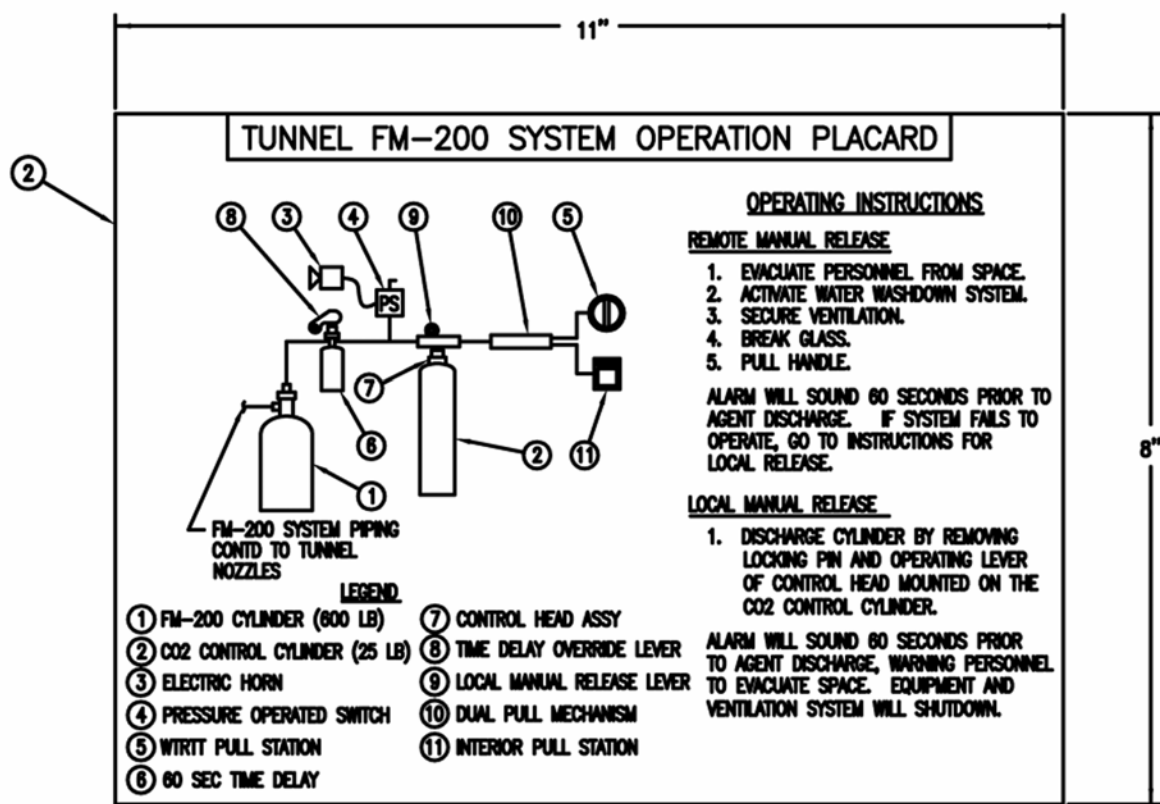 11"
TUNNEL FM-200 SYSTEM OPERATION PLACARD
2
8
3
4
9
10
5
PS
7
6
2
11
1
FM-200 SYSTEM PIPING
CONTD TO TUNNEL
NOZZLES
LEGEND
1 FM-200 CYLINDER (600 LB)
2 CO2 CONTROL CYLINDER (25 LB)
3 ELECTRIC HORN
4 PRESSURE OPERATED SWITCH
5 WTRTT PULL STATION
6 60 SEC TIME DELAY
7 CONTROL HEAD ASSY
8 TIME DELAY OVERRIDE LEVER
9 LOCAL MANUAL RELEASE LEVER
10 DUAL PULL MECHANISM
11 INTERIOR PULL STATION
OPERATING INSTRUCTIONS
REMOTE MANUAL RELEASE
1. EVACUATE PERSONNEL FROM SPACE.
2. ACTIVATE WATER WASHDOWN SYSTEM.
3. SECURE VENTILATION.
4. BREAK GLASS.
5. PULL HANDLE.
ALARM WILL SOUND 60 SECONDS PRIOR TO
AGENT DISCHARGE. IF SYSTEM FAILS TO
OPERATE, GO TO INSTRUCTIONS FOR
LOCAL RELEASE.
LOCAL MANUAL RELEASE
1. DISCHARGE CYLINDER BY REMOVING
LOCKING PIN AND OPERATING LEVER
OF CONTROL HEAD MOUNTED ON THE
CO2 CONTROL CYLINDER.
ALARM WILL SOUND 60 SECONDS PRIOR
TO AGENT DISCHARGE, WARNING PERSONNEL
TO EVACUATE SPACE. EQUIPMENT AND
VENTILATION SYSTEM WILL SHUTDOWN.
8"